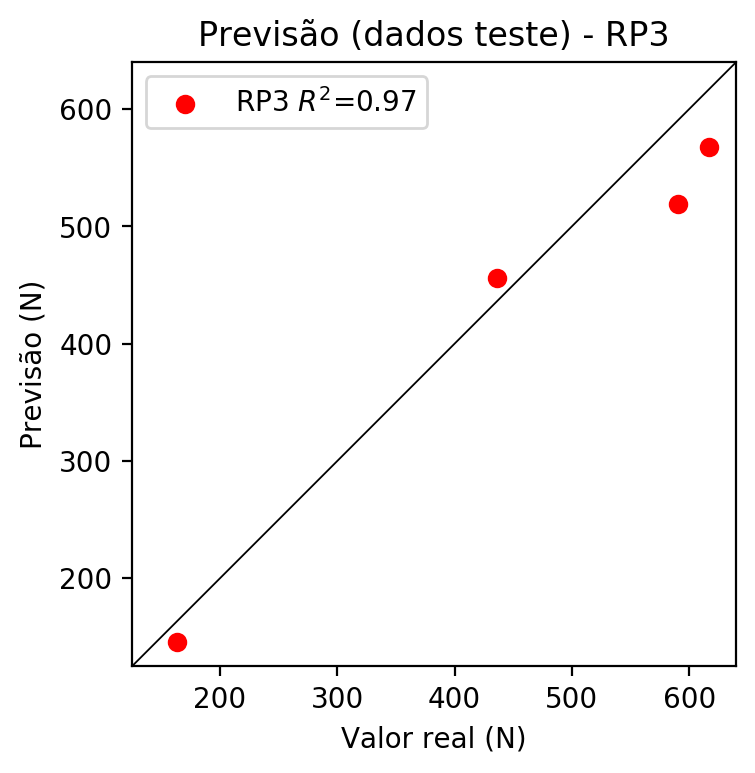 Previsão (dados teste) - RP3
RP3 R²=0.97
Previsão (N)
600
500
400
300
200
200 300 400 500 600
Valor real (N)